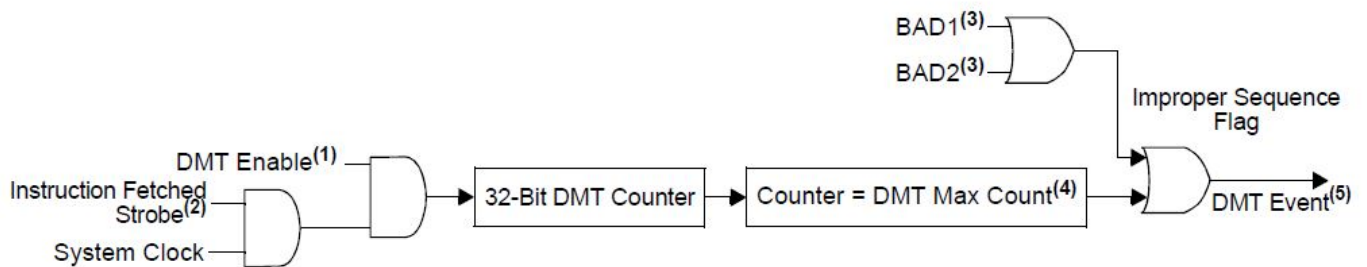 BAD1(3)
BAD2(3)
Improper Sequence
Flag
DMT Enable(1)
Instruction Fetched
Strobe(2)
System Clock
32-Bit DMT Counter
Counter = DMT Max Count(4)
DMT Event(5)